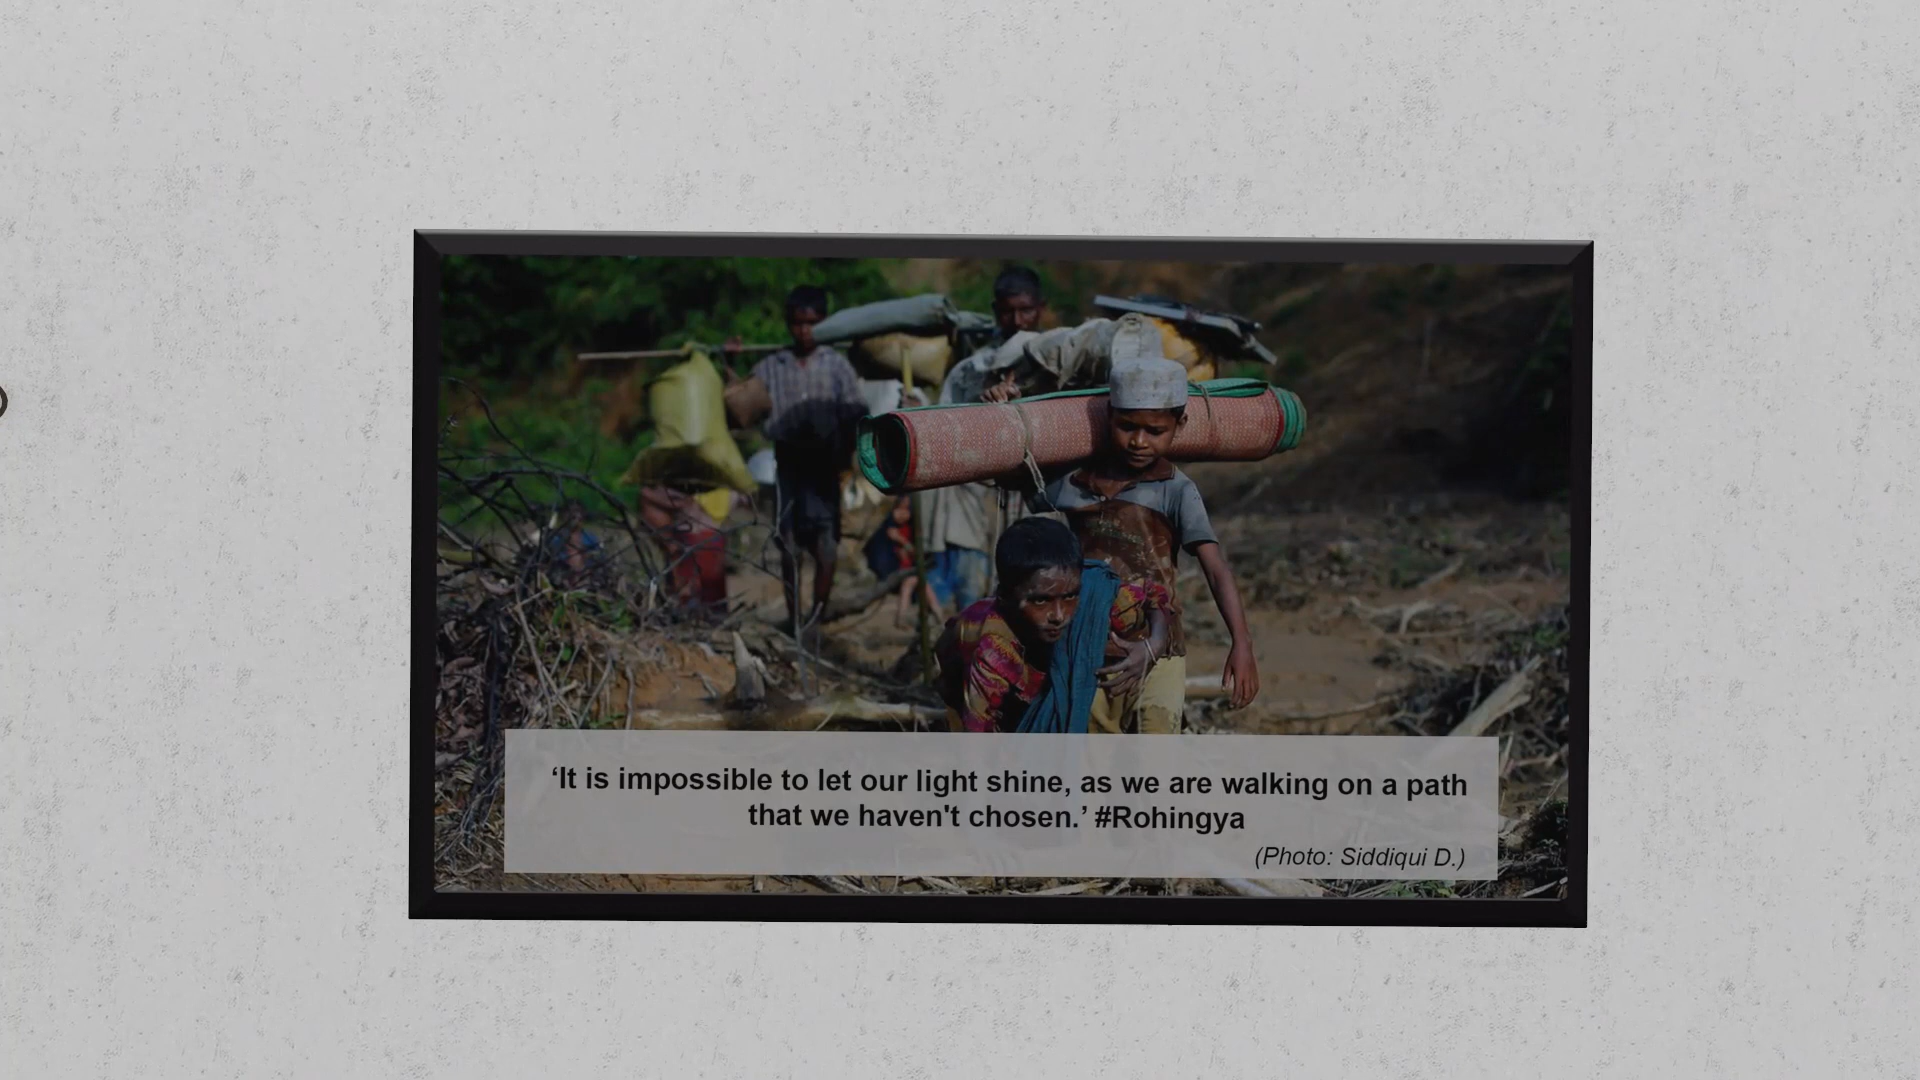 ‘It is impossible to let our light shine, as we are walking on a path
that we haven't chosen.’ #Rohingya
(Photo: Siddiqui D.)